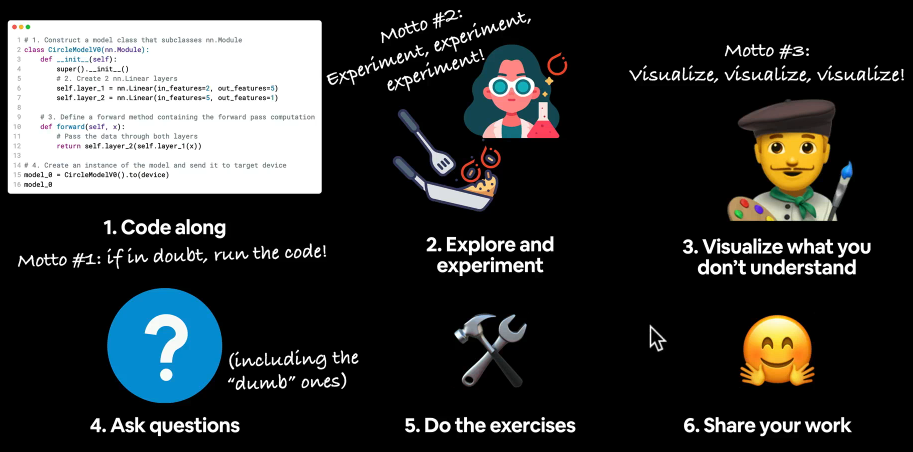 1 # 1. Construct a model class that subclasses nn.Module
2 class CircleModelV0(nn.Module):
3 def __init__(self):
4 super().__init__()
5 # 2. Create 2 nn.Linear layers
6 self.layer_1 = nn.Linear(in_features=2, out_features=5)
7 self.layer_2 = nn.Linear(in_features=5, out_features=1)
8
9 # 3. Define a forward method containing the forward pass computation
10 def forward(self, x):
11 # Pass the data through both layers
12 return self.layer_2(self.layer_1(x))
13
14 # 4. Create an instance of the model and send it to target device
15 model_0 = CircleModelV0().to(device)
16 model_0
1. Code along
Motto #1: if in doubt, run the code!
Motto #2:
Experiment, experiment,
experiment!
2. Explore and
experiment
Motto #3:
Visualize, visualize, visualize!
3. Visualize what you
don't understand
?
(including the
"dumb" ones)
4. Ask questions
5. Do the exercises
6. Share your work